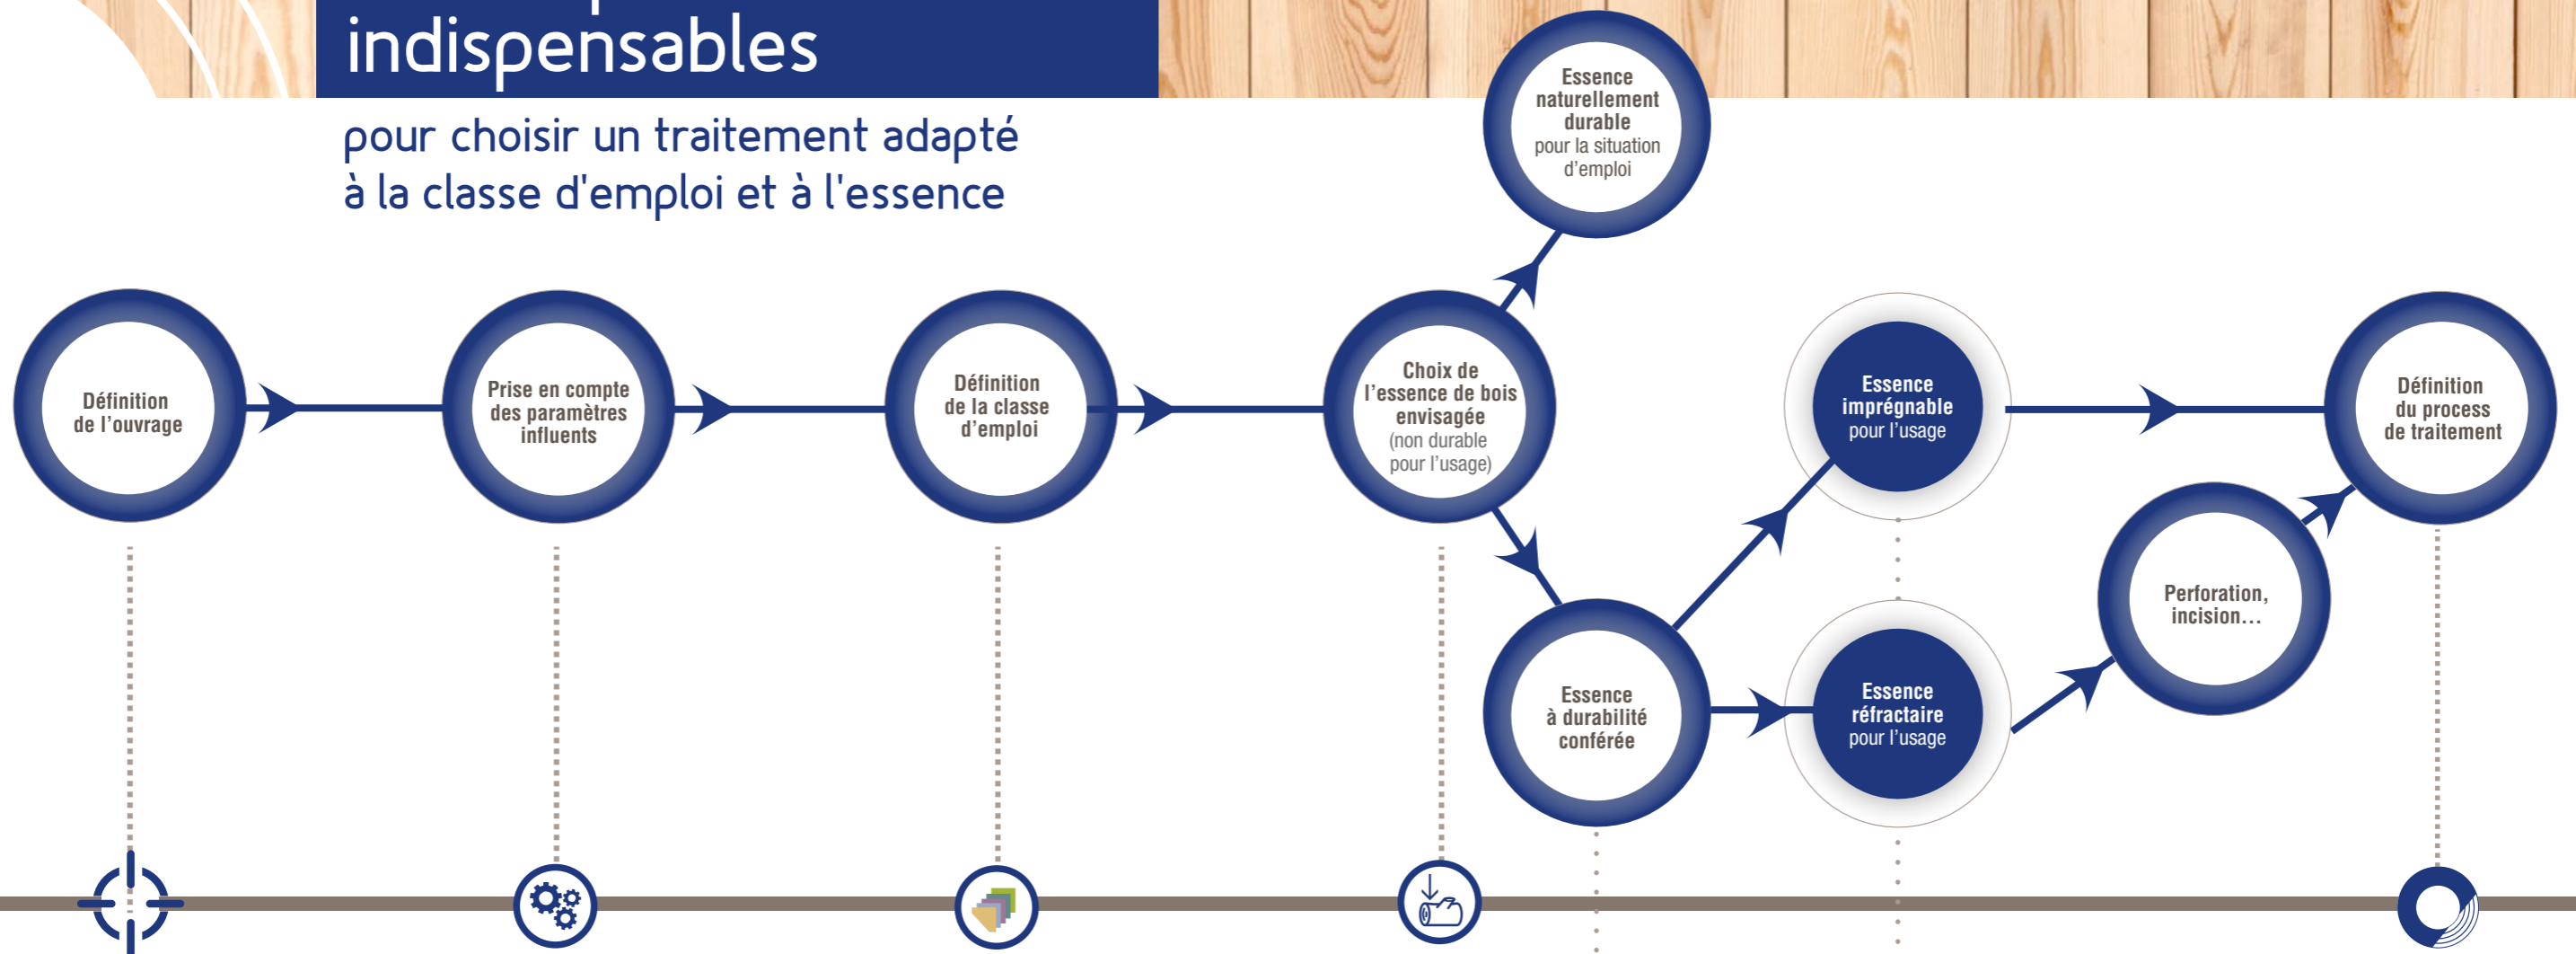 indispensables
pour choisir un traitement adapté
à la classe d'emploi et à l'essence
Définition
de l’ouvrage
Prise en compte
des paramètres
influents
Définition
de la classe
d’emploi
Choix de
l’essence de bois
envisagée
(non durable
pour l’usage)
Essence
naturellement
durable
pour la situation
d’emploi
Essence
à durabilité
conférée
Essence
imprégnable
pour l’usage
Essence
réfractaire
pour l’usage
Perforation,
incision…
Définition
du process
de traitement